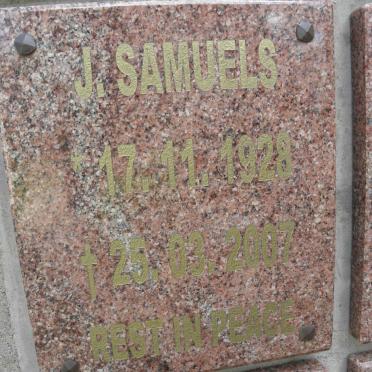 J. SAMUELS
* 17. 11. 1928
† 25. 03. 2007
REST IN PEACE